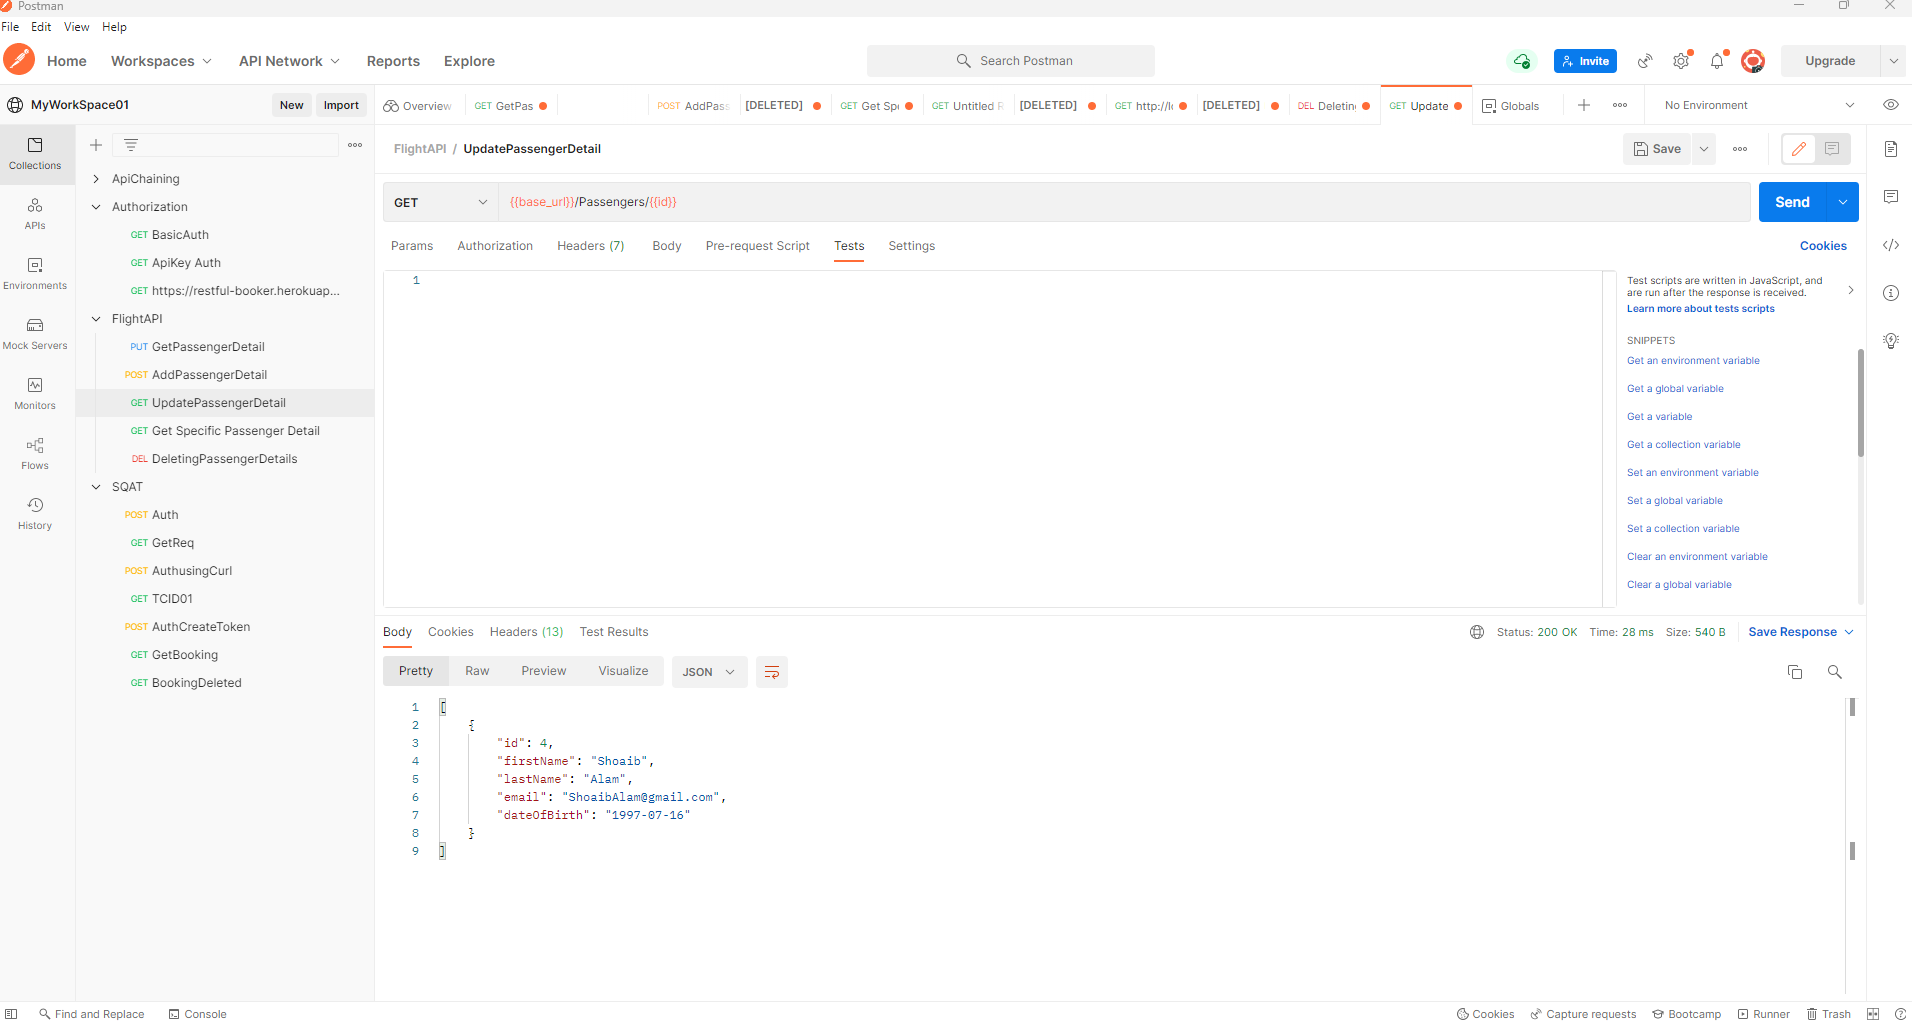 Postman
File Edit View Help
Home Workspaces API Network Reports Explore Search Postman Invite Upgrade
MyWorkSpace01 New Import
Overview GET GetPas POST AddPass [DELETED] GET Get Spe GET Untitled R [DELETED] GET http://lo [DELETED] DEL Deleting GET Update Globals No Environment
Collections
APIs
Environments
Mock Servers
Monitors
Flows
History
ApiChaining
Authorization
GET BasicAuth
GET ApiKey Auth
GET https://restful-booker.herokuap...
FlightAPI
PUT GetPassengerDetail
POST AddPassengerDetail
GET UpdatePassengerDetail
GET Get Specific Passenger Detail
DEL DeletingPassengerDetails
SQAT
POST Auth
GET GetReq
POST AuthusingCurl
GET TCID01
POST AuthCreateToken
GET GetBooking
GET BookingDeleted
FlightAPI / UpdatePassengerDetail Save
GET {{base_url}}/Passengers/{{id}} Send
Params Authorization Headers (7) Body Pre-request Script Tests Settings Cookies
1
Test scripts are written in JavaScript, and
are run after the response is received.
Learn more about tests scripts
SNIPPETS
Get an environment variable
Get a global variable
Get a variable
Get a collection variable
Set an environment variable
Set a global variable
Set a collection variable
Clear an environment variable
Clear a global variable
Body Cookies Headers (13) Test Results Status: 200 OK Time: 28 ms Size: 540 B Save Response
Pretty Raw Preview Visualize JSON
1 [
2 {
3 "id": 4,
4 "firstName": "Shoaib",
5 "lastName": "Alam",
6 "email": "ShoaibAlam@gmail.com",
7 "dateOfBirth": "1997-07-16"
8 }
9 ]
Find and Replace Console Cookies Capture requests Bootcamp Runner Trash